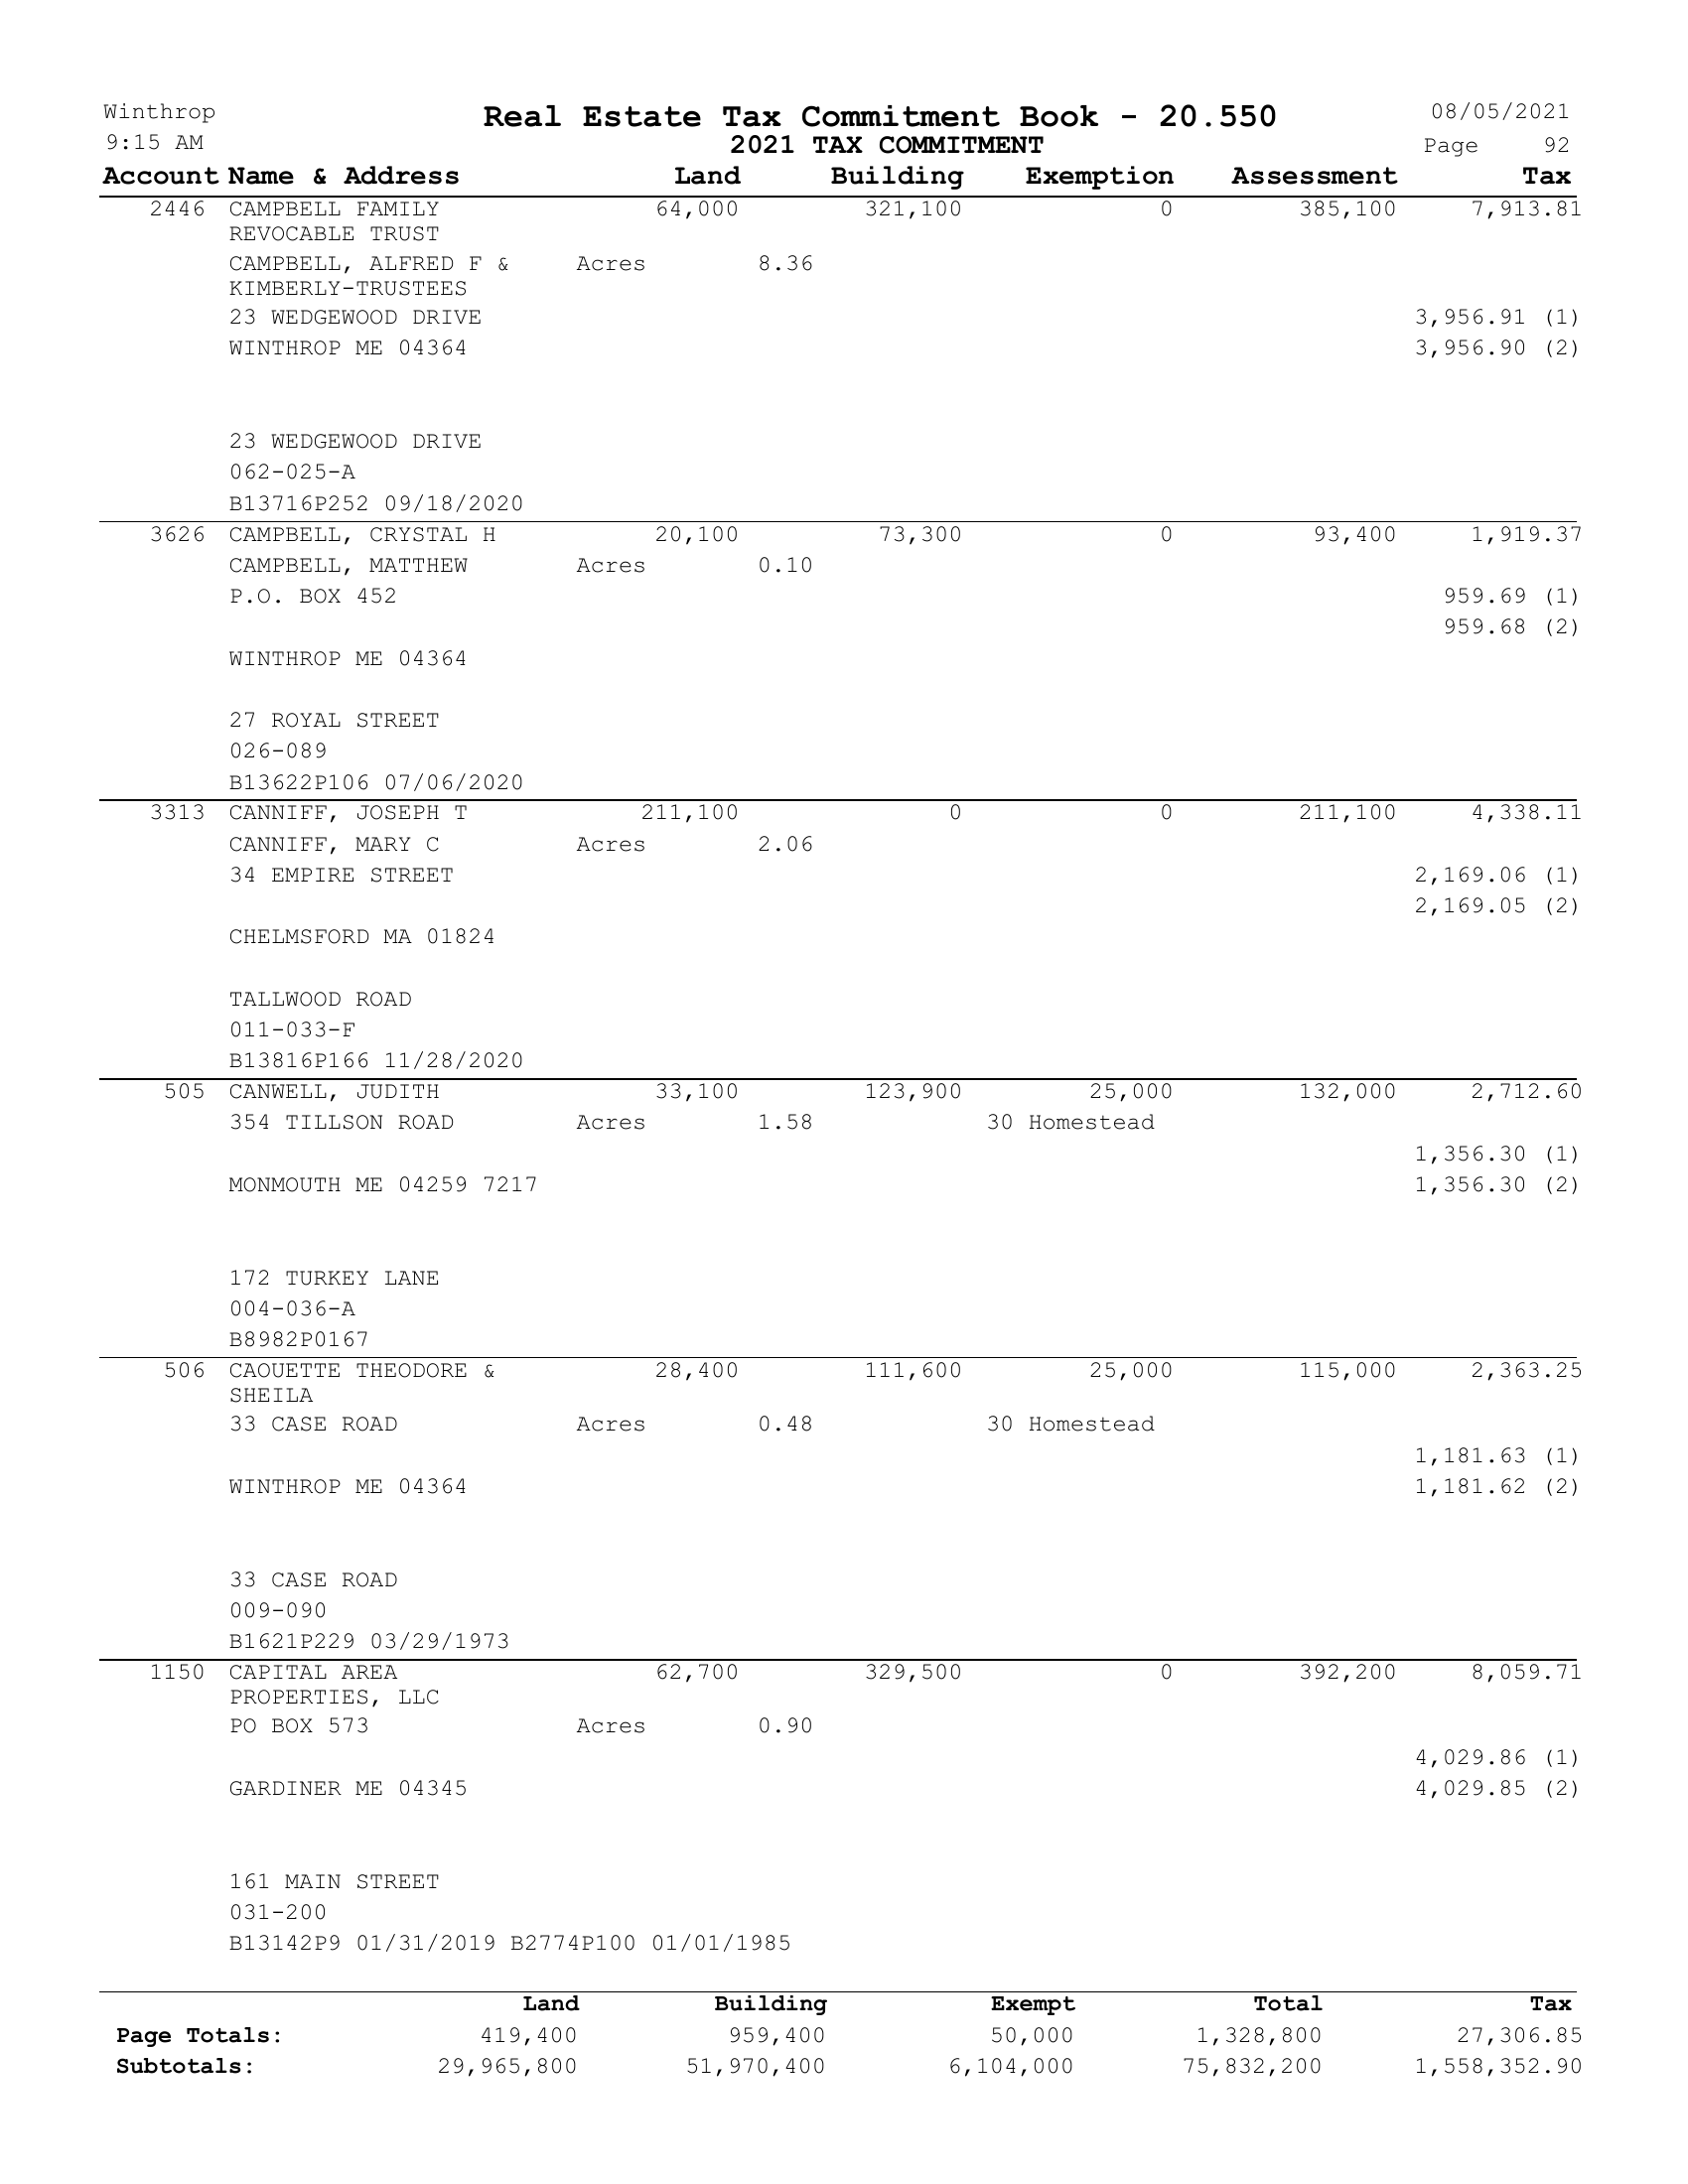 Winthrop Real Estate Tax Commitment Book - 20.550 08/05/2021
9:15 AM 2021 TAX COMMITMENT Page 92
Account Name & Address Land Building Exemption Assessment Tax
2446 CAMPBELL FAMILY 64,000 321,100 0 385,100 7,913.81
REVOCABLE TRUST
CAMPBELL, ALFRED F & Acres 8.36
KIMBERLY-TRUSTEES
23 WEDGEWOOD DRIVE 3,956.91 (1)
WINTHROP ME 04364 3,956.90 (2)
23 WEDGEWOOD DRIVE
062-025-A
B13716P252 09/18/2020
3626 CAMPBELL, CRYSTAL H 20,100 73,300 0 93,400 1,919.37
CAMPBELL, MATTHEW Acres 0.10
P.O. BOX 452 959.69 (1)
959.68 (2)
WINTHROP ME 04364
27 ROYAL STREET
026-089
B13622P106 07/06/2020
3313 CANNIFF, JOSEPH T 211,100 0 0 211,100 4,338.11
CANNIFF, MARY C Acres 2.06
34 EMPIRE STREET 2,169.06 (1)
2,169.05 (2)
CHELMSFORD MA 01824
TALLWOOD ROAD
011-033-F
B13816P166 11/28/2020
505 CANWELL, JUDITH 33,100 123,900 25,000 132,000 2,712.60
354 TILLSON ROAD Acres 1.58 30 Homestead
1,356.30 (1)
MONMOUTH ME 04259 7217 1,356.30 (2)
172 TURKEY LANE
004-036-A
B8982P0167
506 CAOUETTE THEODORE & 28,400 111,600 25,000 115,000 2,363.25
SHEILA
33 CASE ROAD Acres 0.48 30 Homestead
1,181.63 (1)
WINTHROP ME 04364 1,181.62 (2)
33 CASE ROAD
009-090
B1621P229 03/29/1973
1150 CAPITAL AREA 62,700 329,500 0 392,200 8,059.71
PROPERTIES, LLC
PO BOX 573 Acres 0.90
4,029.86 (1)
GARDINER ME 04345 4,029.85 (2)
161 MAIN STREET
031-200
B13142P9 01/31/2019 B2774P100 01/01/1985
Land Building Exempt Total Tax
Page Totals: 419,400 959,400 50,000 1,328,800 27,306.85
Subtotals: 29,965,800 51,970,400 6,104,000 75,832,200 1,558,352.90